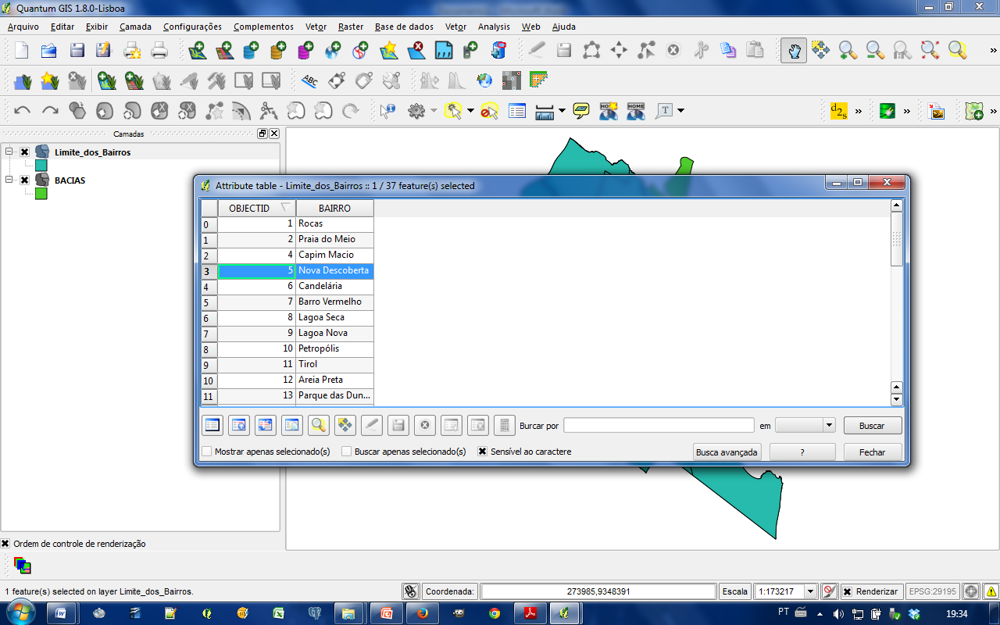 Quantum GIS 1.8.0-Lisboa
Arquivo Editar Exibir Camada Configurações Complementos Vetor Raster Base de dados Vetor Analysis Web Ajuda
ABC
HOME
T
d2s
»
Camadas
Limite_dos_Bairros
BACIAS
Attribute table - Limite_dos_Bairros :: 1 / 37 feature(s) selected
OBJECTID BAIRRO
0 1 Rocas
1 2 Praia do Meio
2 4 Capim Macio
3 5 Nova Descoberta
4 6 Candelária
5 7 Barro Vermelho
6 8 Lagoa Seca
7 9 Lagoa Nova
8 10 Petropólis
9 11 Tirol
10 12 Areia Preta
11 13 Parque das Dun...
Burcar por em Buscar
Mostrar apenas selecionado(s) Buscar apenas selecionado(s) Sensível ao caractere Busca avançada ? Fechar
Ordem de controle de renderização
1 feature(s) selected on layer Limite_dos_Bairros. Coordenada: 273985,9348391 Escala 1:173217 Renderizar EPSG:29195
PT 19:34